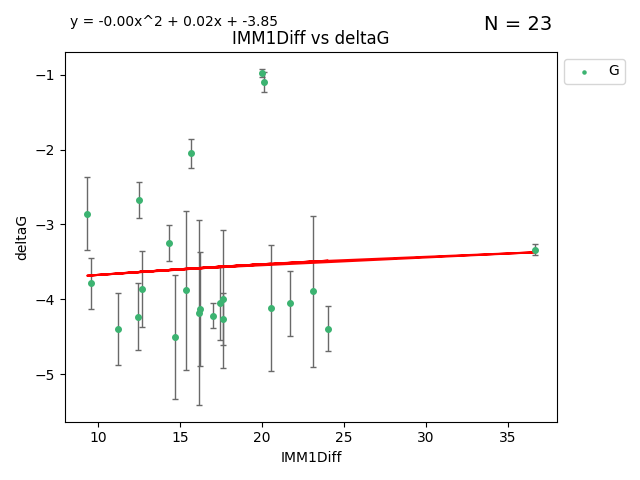 y = -0.00x^2 + 0.02x + -3.85
N = 23
IMM1Diff vs deltaG
G
−1
−2
−3
−4
−5
deltaG
10 15 20 25 30 35
IMM1Diff